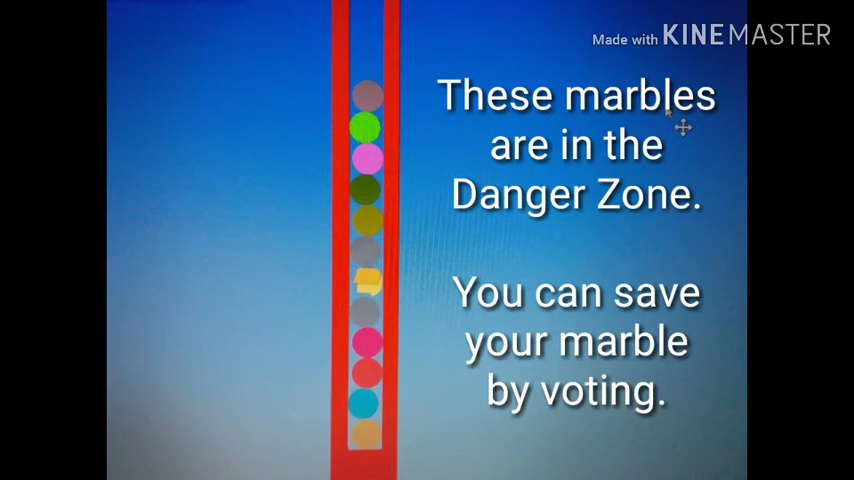 Made with KINEMASTER
These marbles
are in the
Danger Zone.
You can save
your marble
by voting.